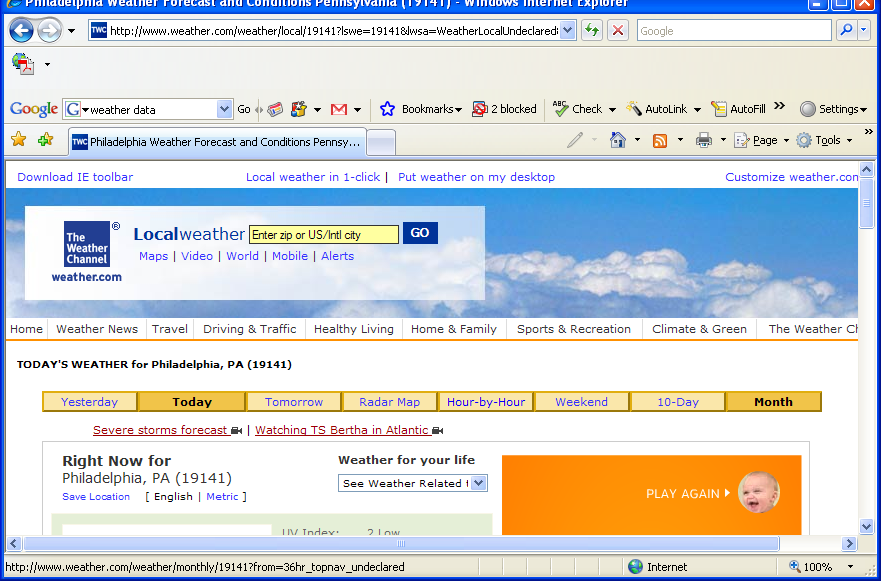 Philadelphia Weather Forecast and Conditions Pennsylvania (19141) - Windows Internet Explorer
TWC http://www.weather.com/weather/local/19141?lswe=19141&lwsa=WeatherLocalUndeclared Google
Google G weather data Go Bookmarks 2 blocked ABC Check AutoLink AutoFill » Settings
TWC Philadelphia Weather Forecast and Conditions Pennsy... Page Tools »
Download IE toolbar Local weather in 1-click | Put weather on my desktop Customize weather.com
The Weather Channel ®
weather.com
Localweather Enter zip or US/Intl city GO
Maps | Video | World | Mobile | Alerts
Home Weather News Travel Driving & Traffic Healthy Living Home & Family Sports & Recreation Climate & Green The Weather Ch
TODAY'S WEATHER for Philadelphia, PA (19141)
Yesterday Today Tomorrow Radar Map Hour-by-Hour Weekend 10-Day Month
Severe storms forecast | Watching TS Bertha in Atlantic
Right Now for Weather for your life
Philadelphia, PA (19141)
See Weather Related
Save Location [ English | Metric ]
PLAY AGAIN
UV Index: 2 Low
http://www.weather.com/weather/monthly/19141?from=36hr_topnav_undeclared Internet 100%